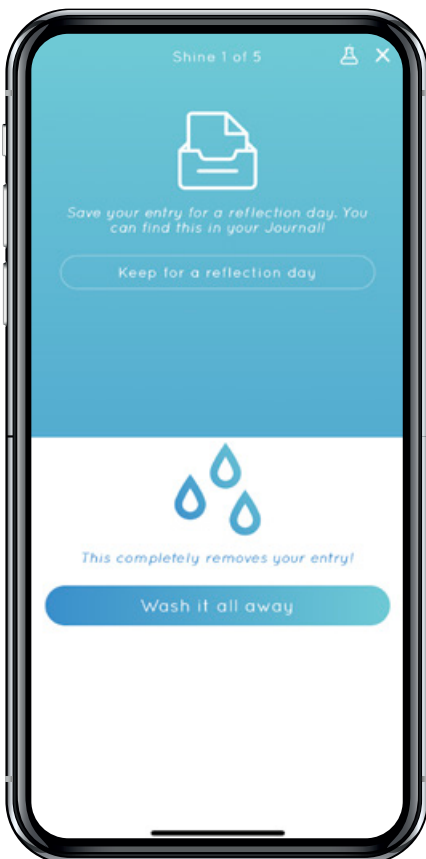 Shine 1 of 5
Save your entry for a reflection day. You
can find this in your Journal!
Keep for a reflection day
This completely removes your entry!
Wash it all away